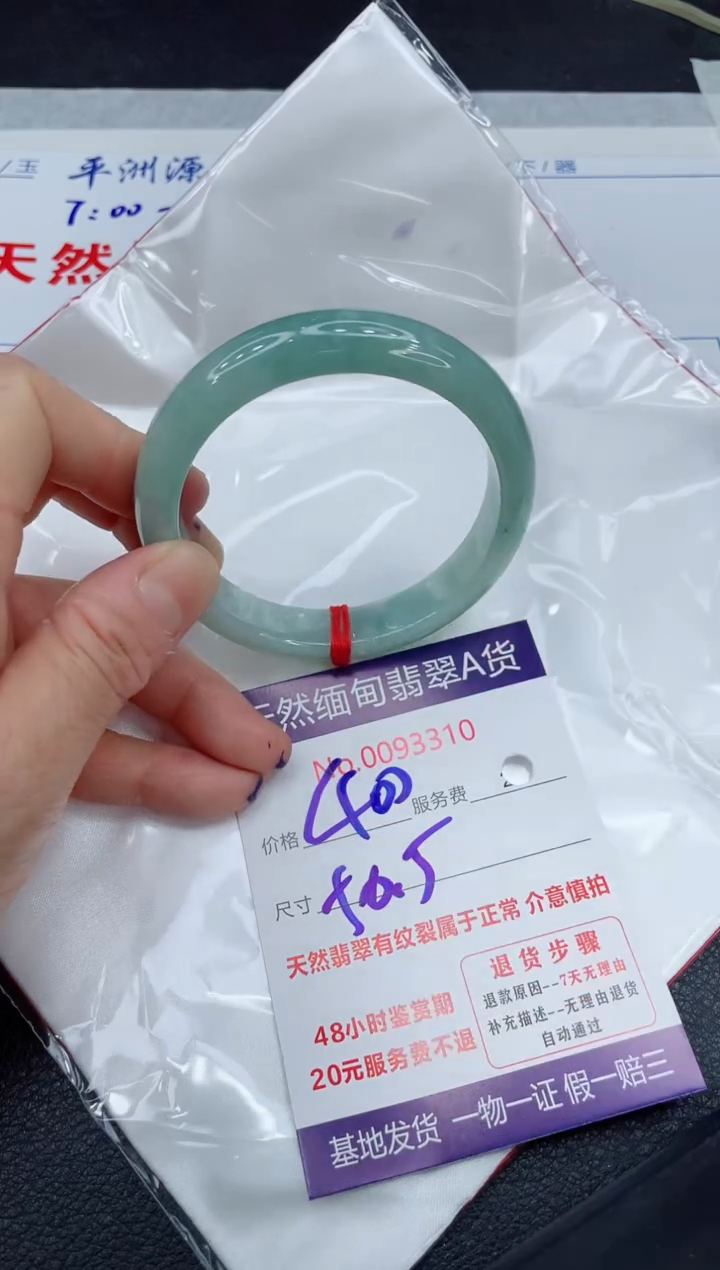 /玉 平洲源
7:00-
天然
天然缅甸翡翠A货
No.0093310
价格 400 服务费
尺寸 56.5
天然翡翠有纹裂属于正常 介意慎拍
退货步骤
退款原因--7天无理由
补充描述--无理由退货
自动通过
48小时鉴赏期
20元服务费不退
基地发货 一物一证 假一赔三